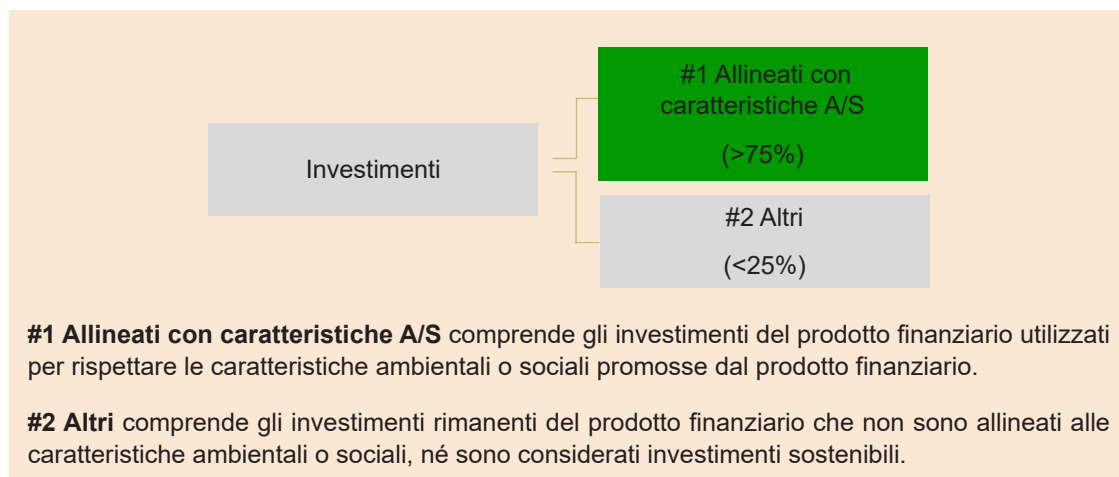 #1 Allineati con
caratteristiche A/S
(>75%)
Investimenti
#2 Altri
(<25%)
#1 Allineati con caratteristiche A/S comprende gli investimenti del prodotto finanziario utilizzati
per rispettare le caratteristiche ambientali o sociali promosse dal prodotto finanziario.
#2 Altri comprende gli investimenti rimanenti del prodotto finanziario che non sono allineati alle
caratteristiche ambientali o sociali, né sono considerati investimenti sostenibili.